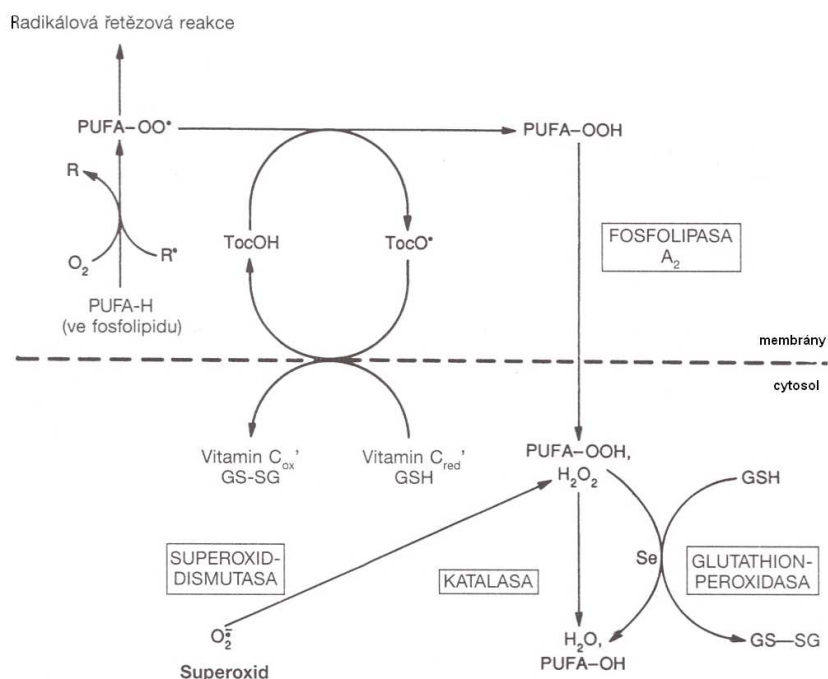 Radikálová řetězová reakce
PUFA–OO•
PUFA–OOH
R
TocOH
TocO•
FOSFOLIPASA
A₂
O₂
R•
PUFA-H
(ve fosfolipidu)
membrány
cytosol
Vitamin Cox'
GS-SG
Vitamin Cred'
GSH
PUFA–OOH,
H₂O₂
GSH
SUPEROXID-
DISMUTASA
KATALASA
Se
GLUTATHION-
PEROXIDASA
O₂•̄
H₂O,
PUFA–OH
GS—SG
Superoxid